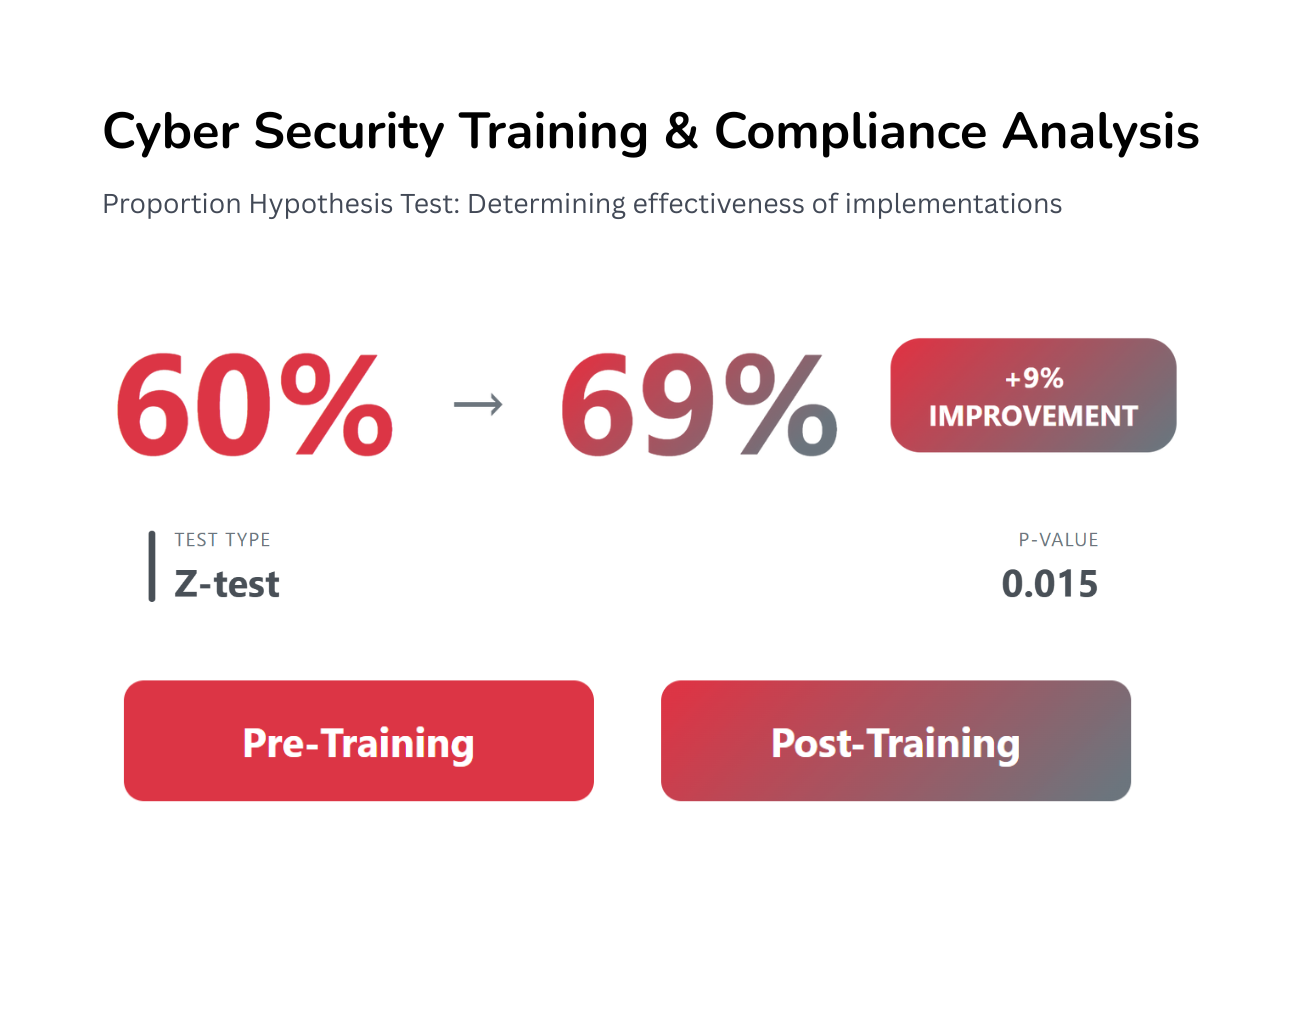 Cyber Security Training & Compliance Analysis
Proportion Hypothesis Test: Determining effectiveness of implementations
60% → 69%
+9%
IMPROVEMENT
TEST TYPE
Z-test
P-VALUE
0.015
Pre-Training
Post-Training